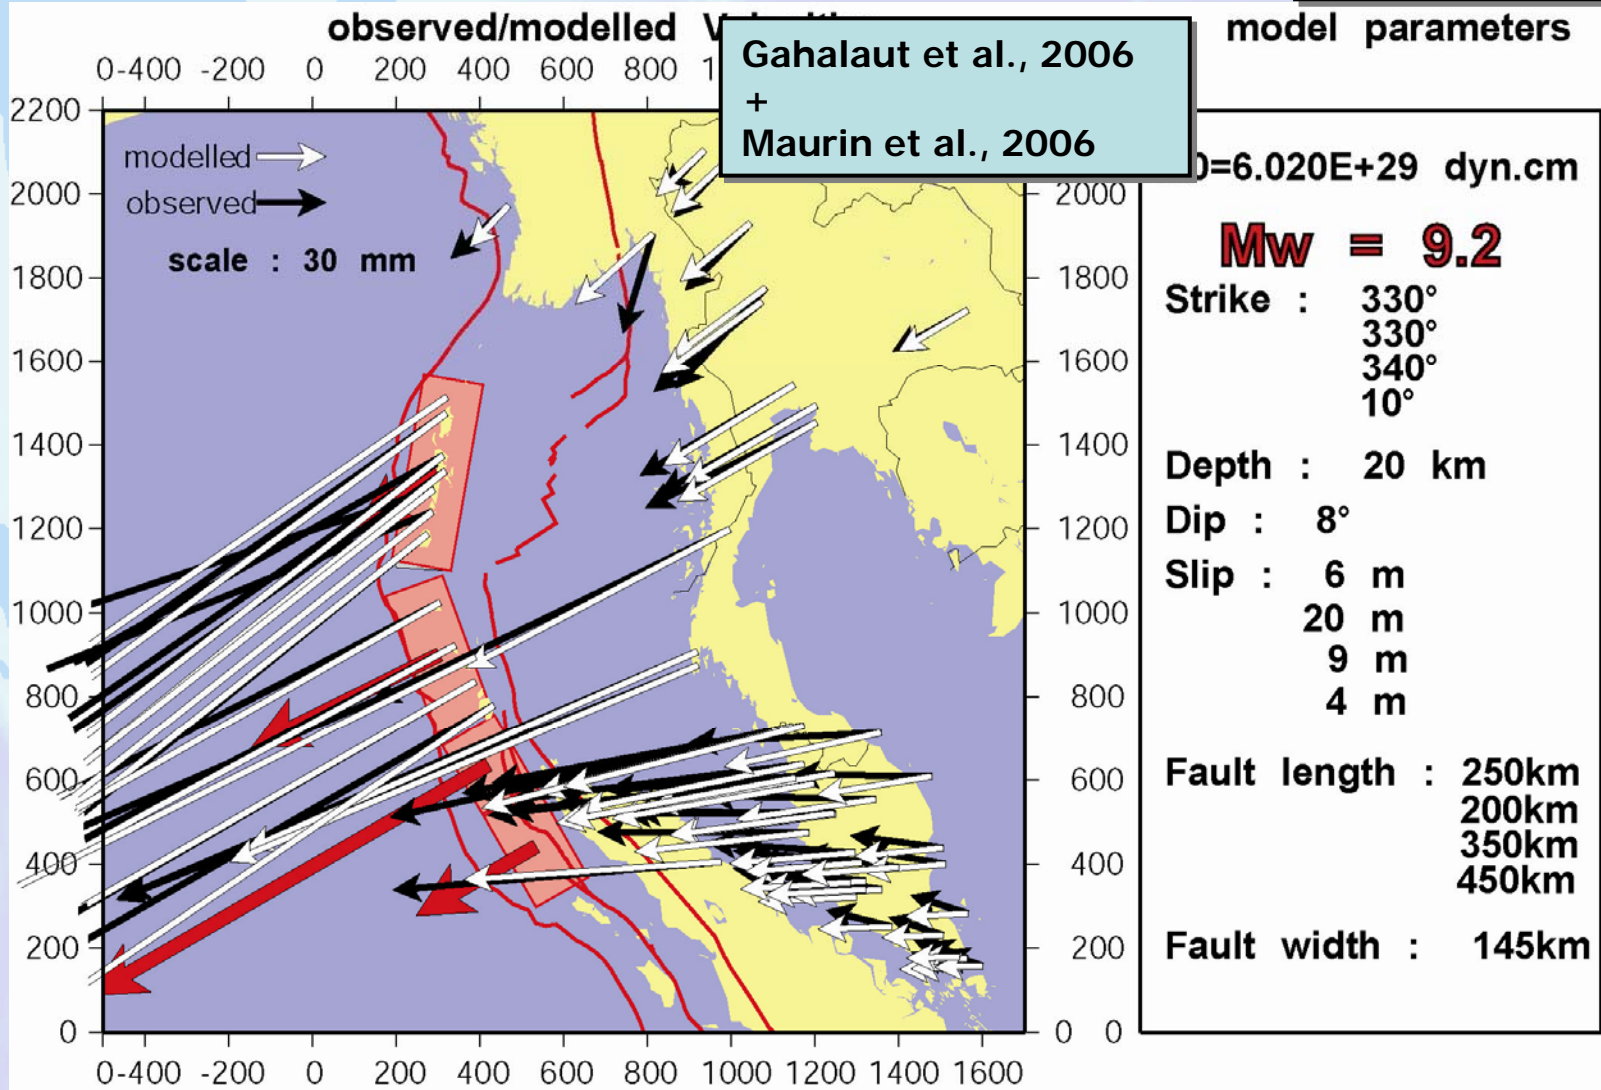 observed/modelled
model parameters
Gahalaut et al., 2006
+
Maurin et al., 2006
0-400 -200 0 200 400 600 800
2200
2000
1800
1600
1400
1200
1000
800
600
400
200
0
modelled
observed
scale : 30 mm
2000
1800
1600
1400
1200
1000
800
600
400
200
0 0
0-400 -200 0 200 400 600 800 1000 1200 1400 1600
0=6.020E+29 dyn.cm
Mw = 9.2
Strike : 330°
330°
340°
10°
Depth : 20 km
Dip : 8°
Slip : 6 m
20 m
9 m
4 m
Fault length : 250km
200km
350km
450km
Fault width : 145km